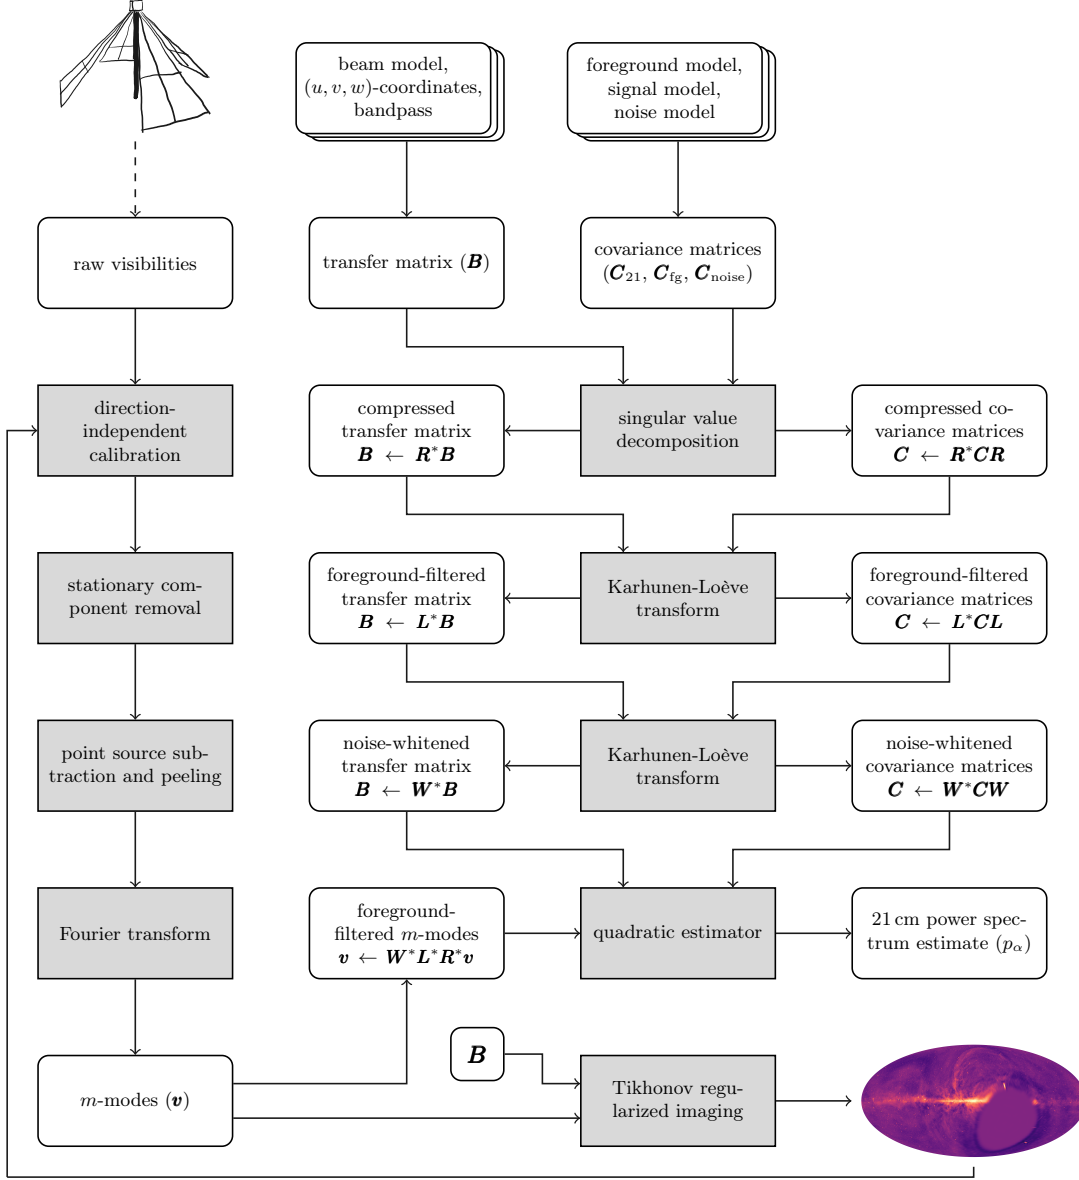 beam model,
(u, v, w)-coordinates,
bandpass
foreground model,
signal model,
noise model
raw visibilities
transfer matrix (B)
covariance matrices
(C₂₁, C_fg, C_noise)
direction-
independent
calibration
compressed
transfer matrix
B ← R*B
singular value
decomposition
compressed co-
variance matrices
C ← R*CR
stationary com-
ponent removal
foreground-filtered
transfer matrix
B ← L*B
Karhunen-Loève
transform
foreground-filtered
covariance matrices
C ← L*CL
point source sub-
traction and peeling
noise-whitened
transfer matrix
B ← W*B
Karhunen-Loève
transform
noise-whitened
covariance matrices
C ← W*CW
Fourier transform
foreground-
filtered m-modes
v ← W*L*R*v
quadratic estimator
21 cm power spec-
trum estimate (p_α)
m-modes (v)
B
Tikhonov regu-
larized imaging